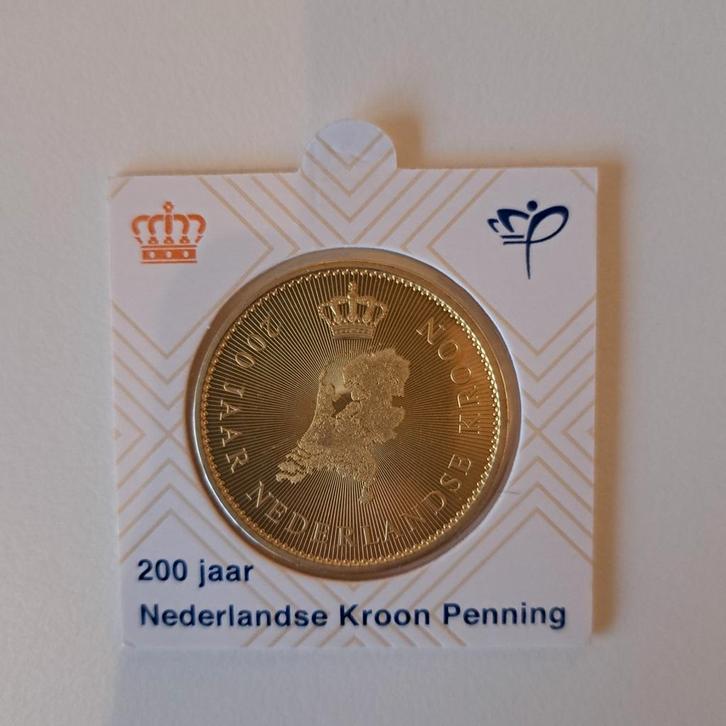 200 JAAR NEDERLANDSE KROON
200 jaar
Nederlandse Kroon Penning